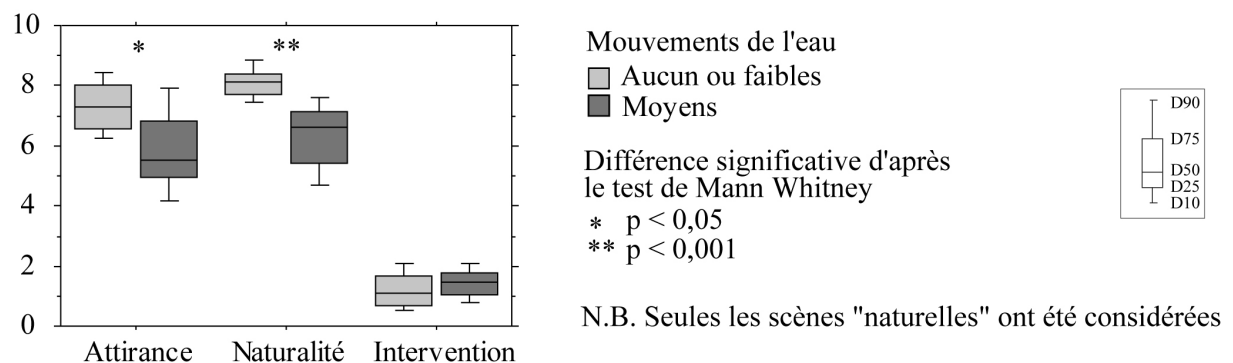 10
8
6
4
2
0
*
**
Attirance
Naturalité
Intervention
Mouvements de l'eau
Aucun ou faibles
Moyens
Différence significative d'après
le test de Mann Whitney
* p < 0,05
** p < 0,001
D90
D75
D50
D25
D10
N.B. Seules les scènes "naturelles" ont été considérées